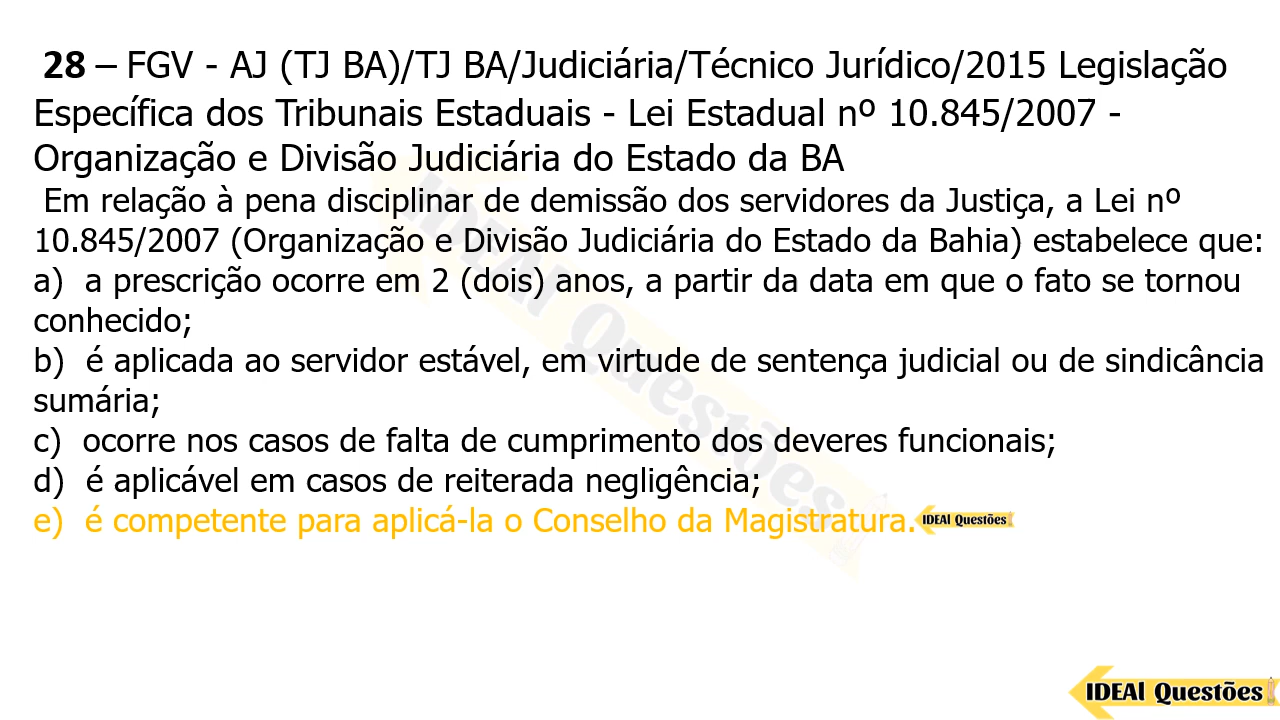 28 – FGV - AJ (TJ BA)/TJ BA/Judiciária/Técnico Jurídico/2015 Legislação
Específica dos Tribunais Estaduais - Lei Estadual nº 10.845/2007 -
Organização e Divisão Judiciária do Estado da BA
Em relação à pena disciplinar de demissão dos servidores da Justiça, a Lei nº
10.845/2007 (Organização e Divisão Judiciária do Estado da Bahia) estabelece que:
a) a prescrição ocorre em 2 (dois) anos, a partir da data em que o fato se tornou
conhecido;
b) é aplicada ao servidor estável, em virtude de sentença judicial ou de sindicância
sumária;
c) ocorre nos casos de falta de cumprimento dos deveres funcionais;
d) é aplicável em casos de reiterada negligência;
e) é competente para aplicá-la o Conselho da Magistratura.
IDEAl Questões
IDEAl Questões
IDEAl Questões